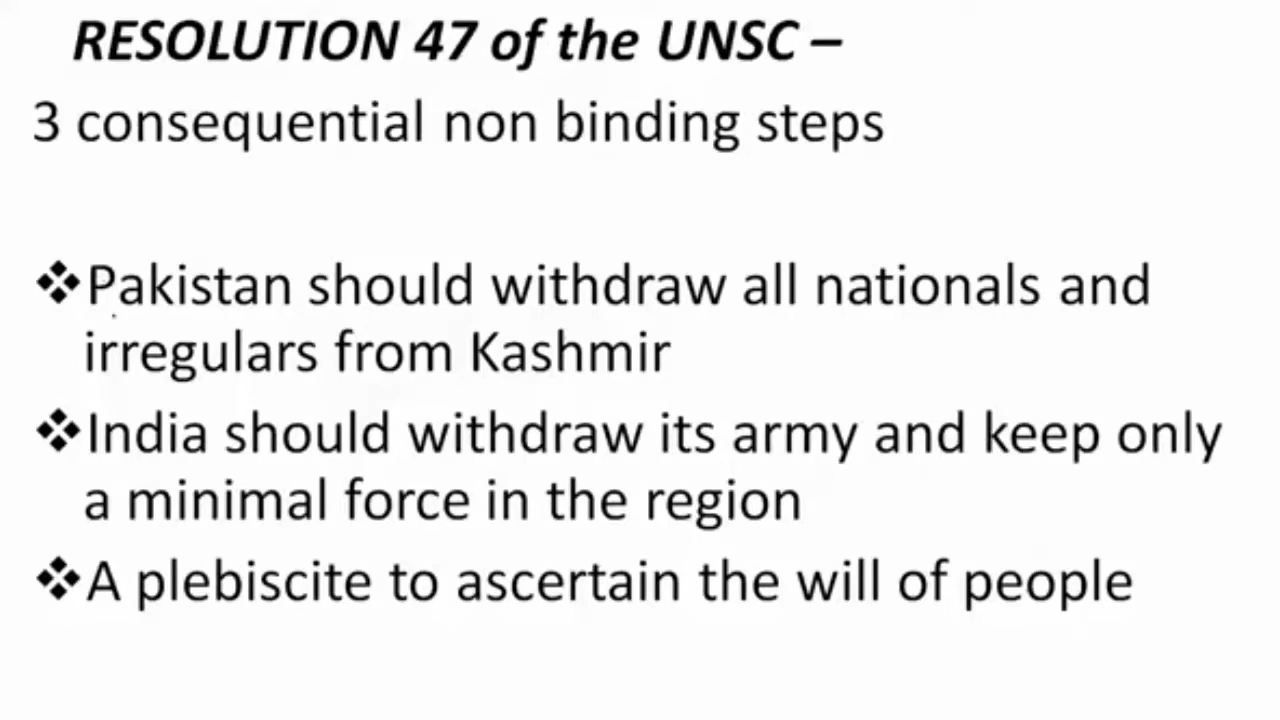 RESOLUTION 47 of the UNSC –
3 consequential non binding steps
❖Pakistan should withdraw all nationals and
irregulars from Kashmir
❖India should withdraw its army and keep only
a minimal force in the region
❖A plebiscite to ascertain the will of people